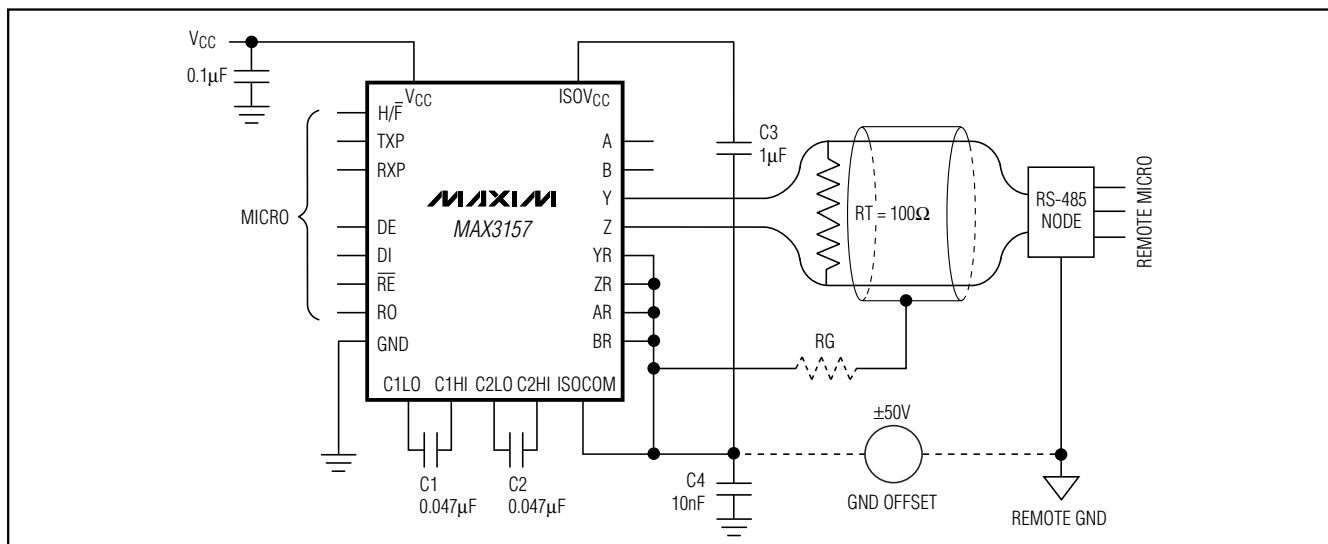 VCC
0.1µF
VCC
ISOVCC
H/F̅
TXP
RXP
DE
DI
R̅E̅
RO
GND
MICRO
MAXIM
MAX3157
A
B
Y
Z
YR
ZR
AR
BR
C1LO C1HI C2LO C2HI ISOCOM
C1
0.047µF
C2
0.047µF
C3
1µF
C4
10nF
RT = 100Ω
RG
±50V
GND OFFSET
RS-485
NODE
REMOTE MICRO
REMOTE GND